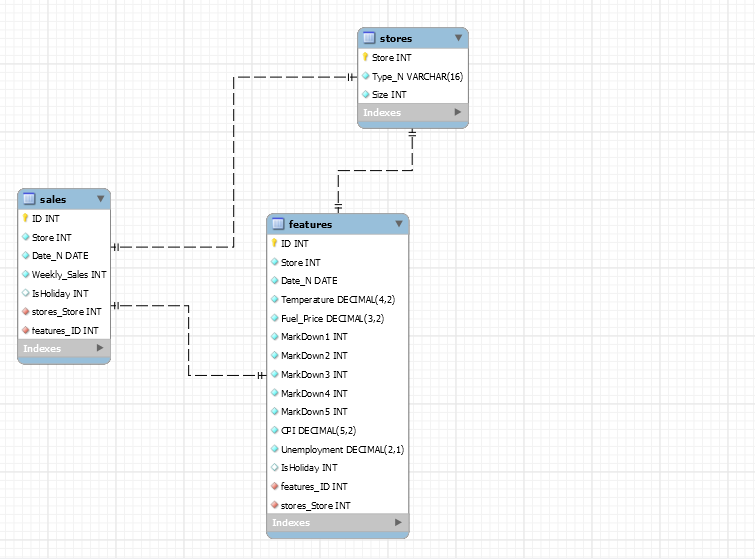 stores
Store INT
Type_N VARCHAR(16)
Size INT
Indexes
sales
ID INT
Store INT
Date_N DATE
Weekly_Sales INT
IsHoliday INT
stores_Store INT
features_ID INT
Indexes
features
ID INT
Store INT
Date_N DATE
Temperature DECIMAL(4,2)
Fuel_Price DECIMAL(3,2)
MarkDown1 INT
MarkDown2 INT
MarkDown3 INT
MarkDown4 INT
MarkDown5 INT
CPI DECIMAL(5,2)
Unemployment DECIMAL(2,1)
IsHoliday INT
features_ID INT
stores_Store INT
Indexes